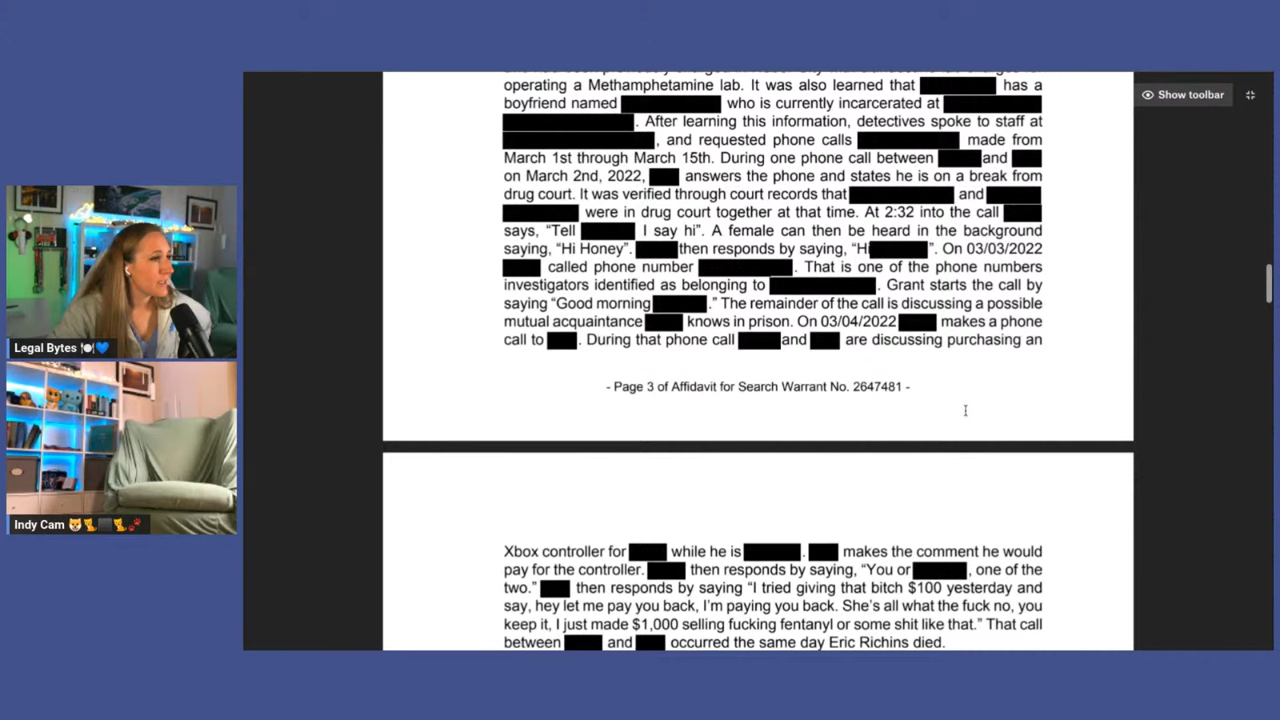 operating a Methamphetamine lab. It was also learned that has a
boyfriend named who is currently incarcerated at
. After learning this information, detectives spoke to staff at
, and requested phone calls made from
March 1st through March 15th. During one phone call between and
on March 2nd, 2022, answers the phone and states he is on a break from
drug court. It was verified through court records that and
were in drug court together at that time. At 2:32 into the call
says, “Tell I say hi”. A female can then be heard in the background
saying, “Hi Honey”. then responds by saying, “Hi ”. On 03/03/2022
called phone number . That is one of the phone numbers
investigators identified as belonging to . Grant starts the call by
saying “Good morning .” The remainder of the call is discussing a possible
mutual acquaintance knows in prison. On 03/04/2022 makes a phone
call to . During that phone call and are discussing purchasing an
- Page 3 of Affidavit for Search Warrant No. 2647481 -
Xbox controller for while he is . makes the comment he would
pay for the controller. then responds by saying, “You or , one of the
two.” then responds by saying “I tried giving that bitch $100 yesterday and
say, hey let me pay you back, I’m paying you back. She’s all what the fuck no, you
keep it, I just made $1,000 selling fucking fentanyl or some shit like that.” That call
between and occurred the same day Eric Richins died.
Show toolbar
Legal Bytes
Indy Cam